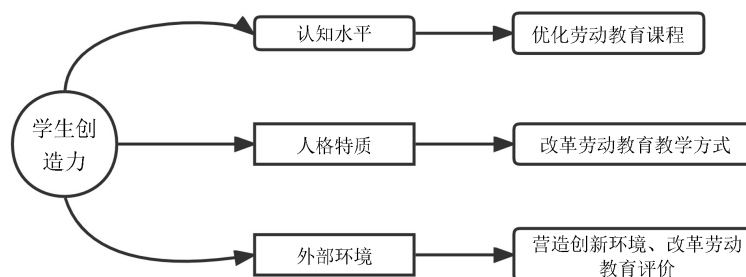 认知水平
优化劳动教育课程
学生创
造力
人格特质
改革劳动教育教学方式
外部环境
营造创新环境、改革劳动
教育评价